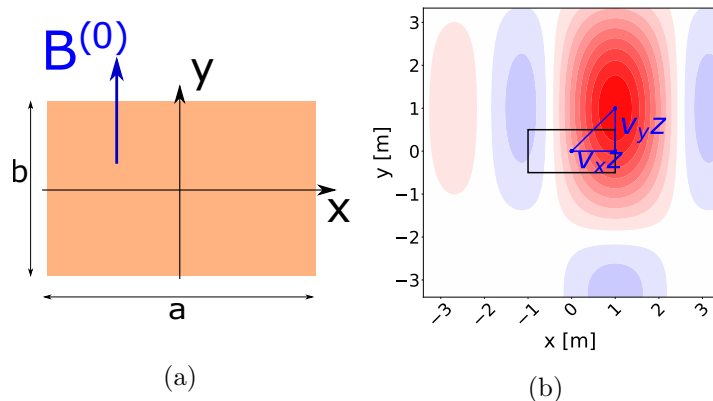 B^(0)
y
b
x
a
(a)
(b)
y [m]
3
2
1
0
−1
−2
−3
v_y z
v_x z
−3 −2 −1 0 1 2 3
x [m]